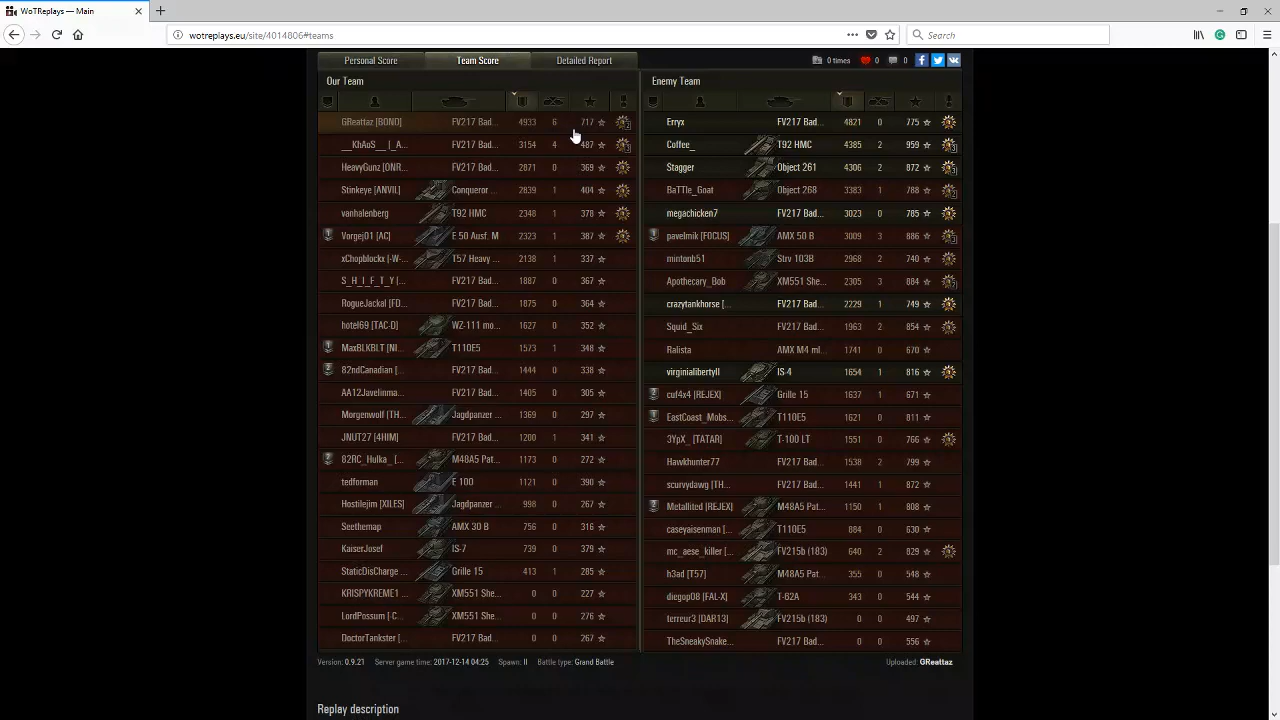 WoTReplays — Main
wotreplays.eu/site/4014806#teams
Search
Personal Score Team Score Detailed Report 0 times 0 0
Our Team Enemy Team
GReattaz [BOND] FV217 Bad... 4933 6 717 Erryx FV217 Bad... 4821 0 775
__KhAoS__ [_A... FV217 Bad... 3154 4 487 Coffee_ T92 HMC 4385 2 959
HeavyGunz [ONR... FV217 Bad... 2871 0 369 Stagger Object 261 4306 2 872
Stinkeye [ANVIL] Conqueror ... 2839 1 404 BaTTle_Goat Object 268 3383 1 788
vanhalenberg T92 HMC 2348 1 378 megachicken7 FV217 Bad... 3023 0 785
Vorgej01 [AC] E 50 Ausf. M 2323 1 387 pavelmik [FOCUS] AMX 50 B 3009 3 886
xChopblockx [-W-... T57 Heavy ... 2138 1 337 mintonb51 Strv 103B 2968 2 740
S_H_I_F_T_Y [... FV217 Bad... 1887 0 367 Apothecary_Bob XM551 She... 2305 3 884
RogueJackal [FD... FV217 Bad... 1875 0 364 crazytankhorse [... FV217 Bad... 2229 1 749
hotel69 [TAC-D] WZ-111 mo... 1627 0 352 Squid_Six FV217 Bad... 1963 2 854
MaxBLKBLT [NI... T110E5 1573 1 348 Ralista AMX M4 ml... 1741 0 670
82ndCanadian [... FV217 Bad... 1444 0 338 virginialibertyII IS-4 1654 1 816
AA12Javelinma... FV217 Bad... 1405 0 305 cuf4x4 [REJEX] Grille 15 1637 1 671
Morgenwolf [TH... Jagdpanzer ... 1369 0 297 EastCoast_Mobs... T110E5 1621 0 811
JNUT27 [4HIM] FV217 Bad... 1200 1 341 3YpX_ [TATAR] T-100 LT 1551 0 766
82RC_Hulka_ [... M48A5 Pat... 1173 0 272 Hawkhunter77 FV217 Bad... 1538 2 799
tedforman E 100 1121 0 390 scurvydawg [TH... FV217 Bad... 1441 1 872
Hostilejim [XILES] Jagdpanzer ... 998 0 267 Metallited [REJEX] M48A5 Pat... 1150 1 808
Seethemap AMX 30 B 756 0 316 caseyaisenman [... T110E5 884 0 630
KaiserJosef IS-7 739 0 379 mc_aese_killer [... FV215b (183) 640 2 829
StaticDisCharge ... Grille 15 413 1 285 h3ad [T57] M48A5 Pat... 355 0 548
KRISPYKREME1 ... XM551 She... 0 0 227 diegop08 [FAL-X] T-62A 343 0 544
LordPossum [-C... XM551 She... 0 0 276 terreur3 [DAR13] FV215b (183) 0 0 497
DoctorTankster [... FV217 Bad... 0 0 267 TheSneakySnake... FV217 Bad... 0 0 556
Version: 0.9.21 Server game time: 2017-12-14 04:25 Spawn: II Battle type: Grand Battle Uploaded: GReattaz
Replay description